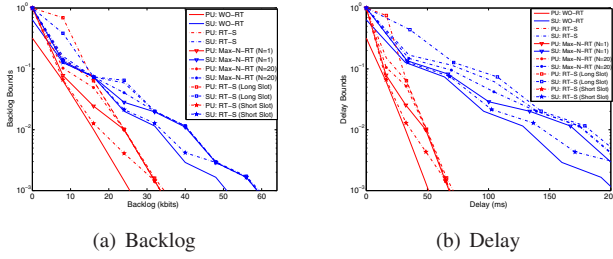 Backlog Bounds
10⁰
10⁻¹
10⁻²
10⁻³
0 10 20 30 40 50 60
Backlog (kbits)
PU: WO−RT
SU: WO−RT
PU: RT−S
SU: RT−S
PU: Max−N−RT (N=1)
SU: Max−N−RT (N=1)
PU: Max−N−RT (N=20)
SU: Max−N−RT (N=20)
PU: RT−S (Long Slot)
SU: RT−S (Long Slot)
PU: RT−S (Short Slot)
SU: RT−S (Short Slot)
(a) Backlog
Delay Bounds
10⁰
10⁻¹
10⁻²
10⁻³
0 50 100 150 200
Delay (ms)
PU: WO−RT
SU: WO−RT
PU: RT−S
SU: RT−S
PU: Max−N−RT (N=1)
SU: Max−N−RT (N=1)
PU: Max−N−RT (N=20)
SU: Max−N−RT (N=20)
PU: RT−S (Long Slot)
SU: RT−S (Long Slot)
PU: RT−S (Short Slot)
SU: RT−S (Short Slot)
(b) Delay